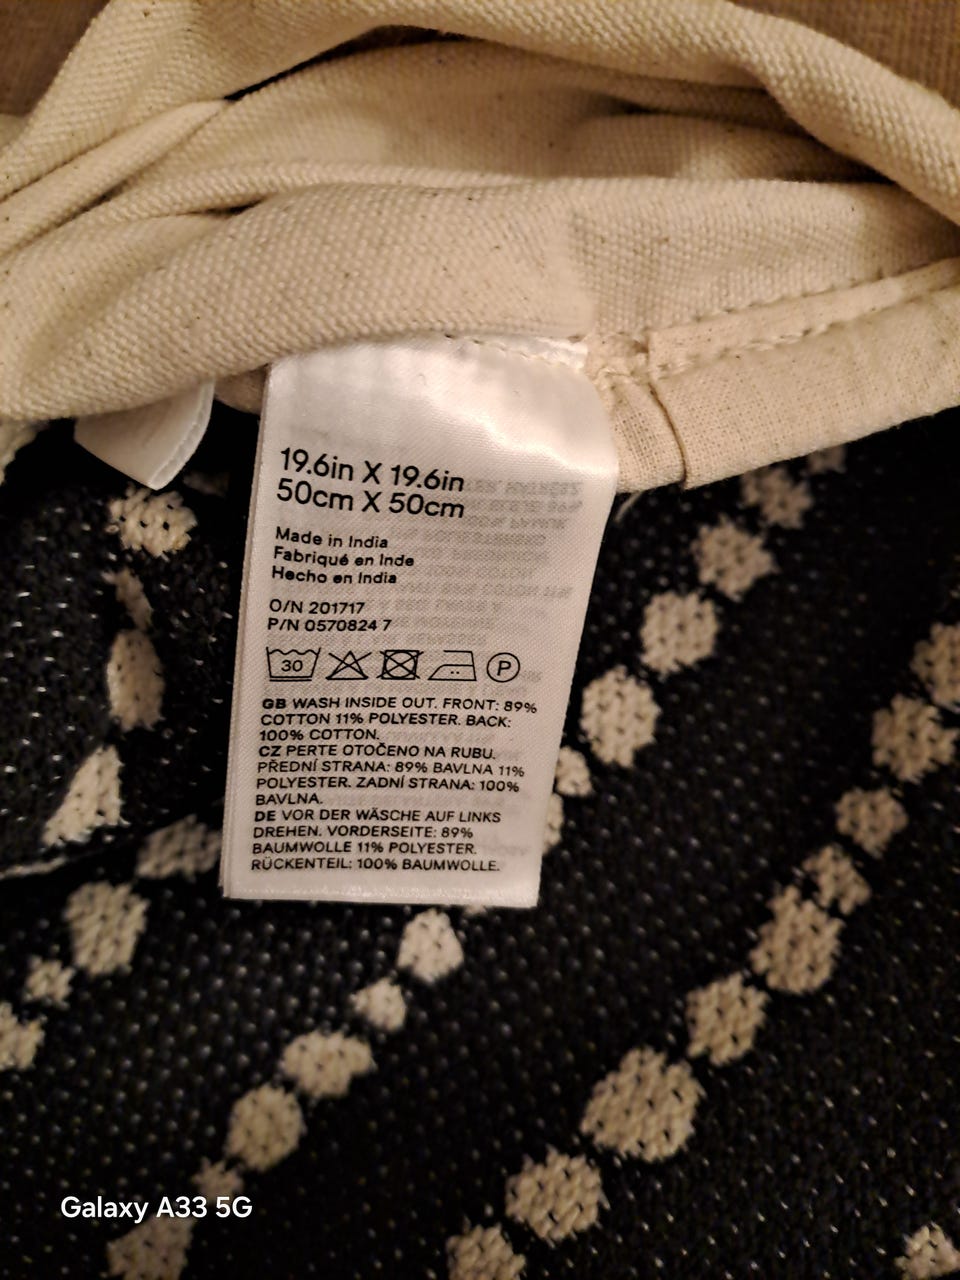 19.6in X 19.6in
50cm X 50cm
Made in India
Fabriqué en Inde
Hecho en India
O/N 201717
P/N 0570824 7
30
P
GB WASH INSIDE OUT. FRONT: 89%
COTTON 11% POLYESTER. BACK:
100% COTTON.
CZ PERTE OTOČENO NA RUBU.
PŘEDNÍ STRANA: 89% BAVLNA 11%
POLYESTER. ZADNÍ STRANA: 100%
BAVLNA.
DE VOR DER WÄSCHE AUF LINKS
DREHEN. VORDERSEITE: 89%
BAUMWOLLE 11% POLYESTER.
RÜCKENTEIL: 100% BAUMWOLLE.
Galaxy A33 5G